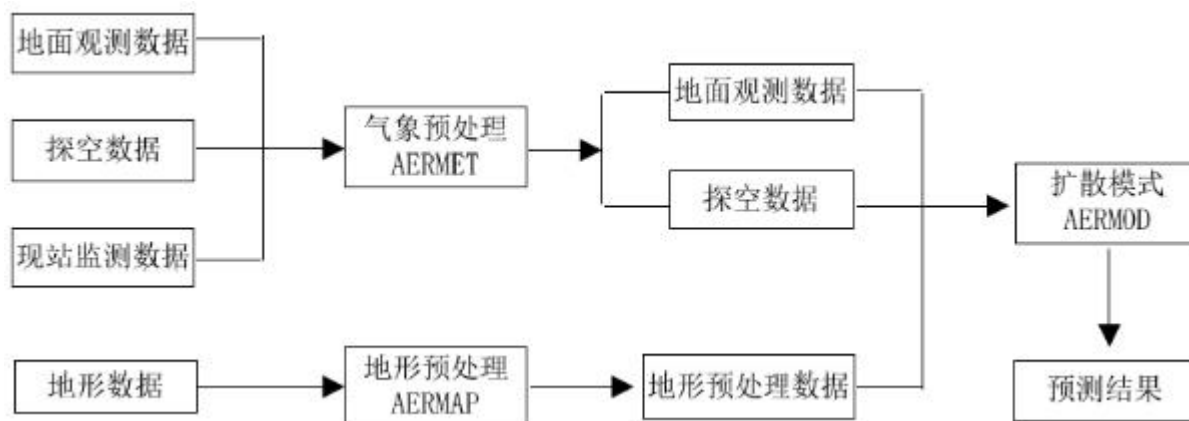 地面观测数据
探空数据
现站监测数据
气象预处理
AERMET
地面观测数据
探空数据
扩散模式
AERMOD
地形数据
地形预处理
AERMAP
地形预处理数据
预测结果